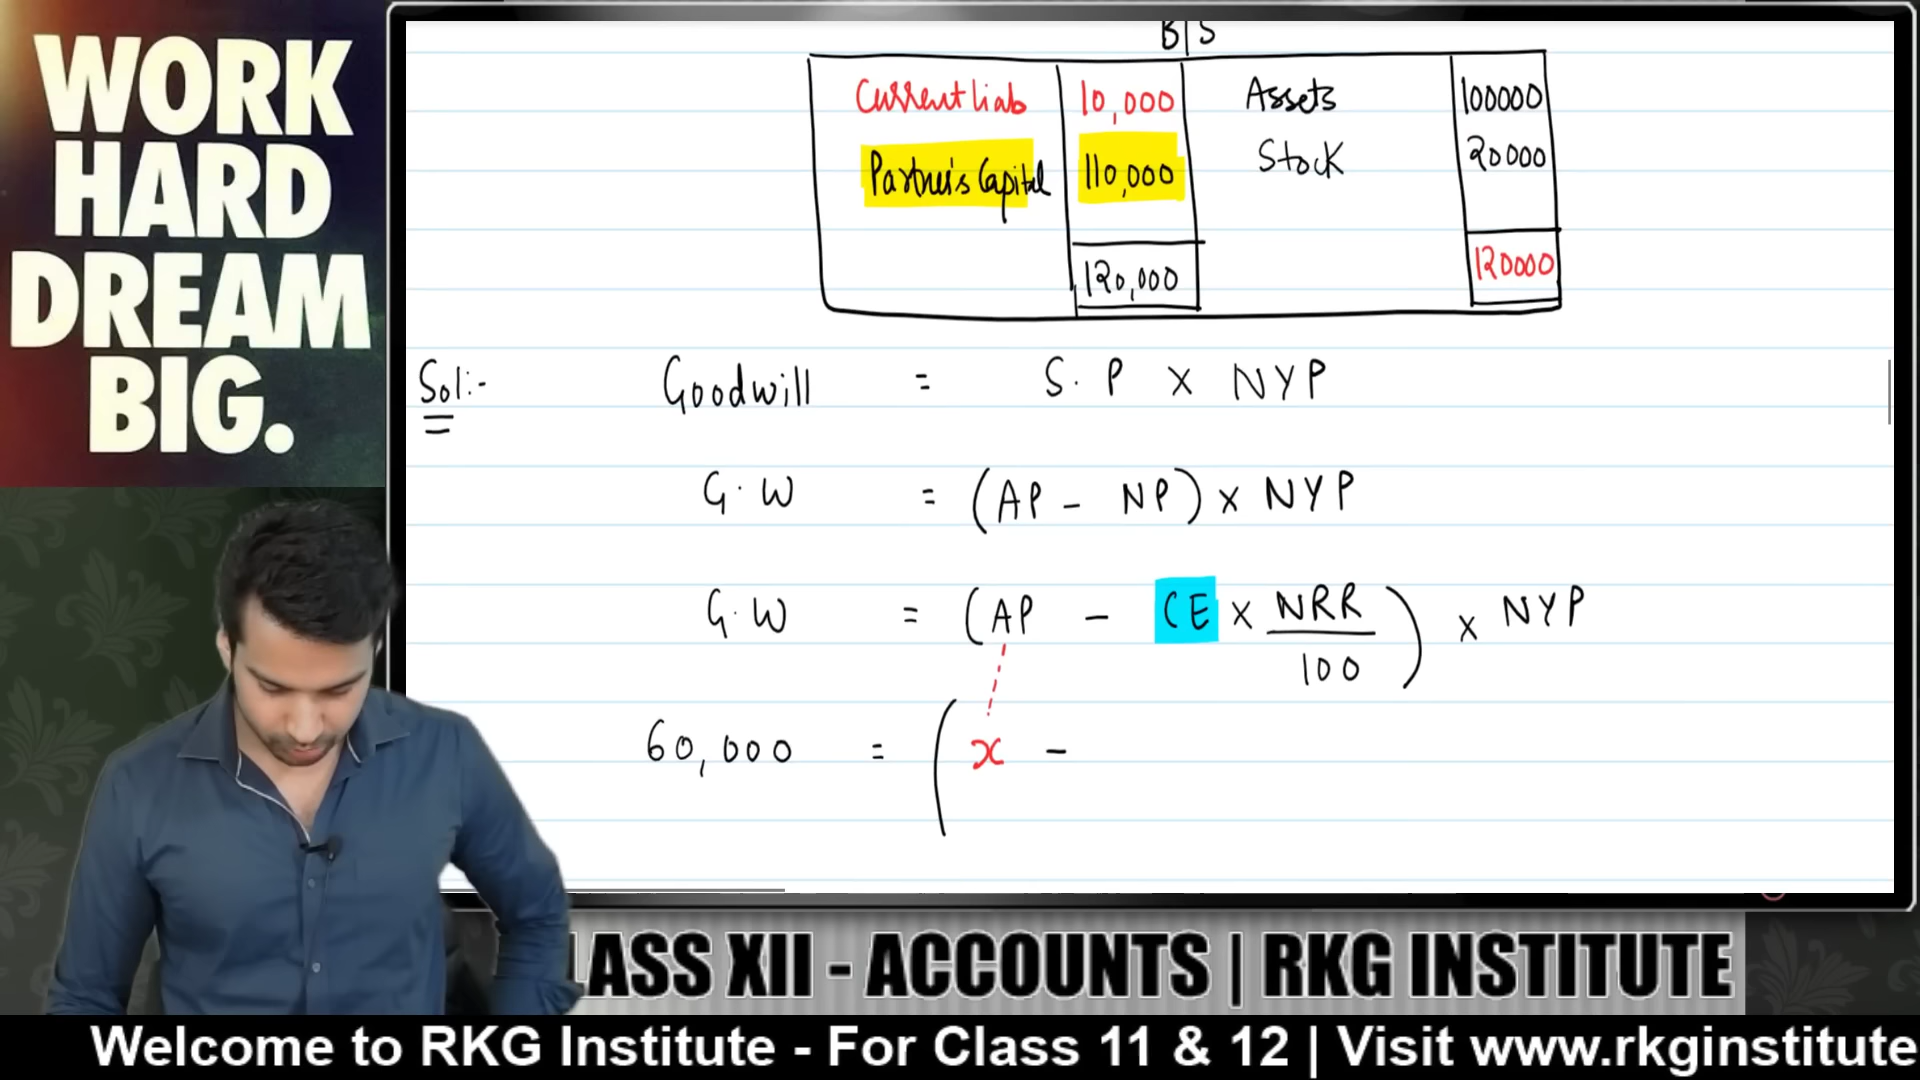 WORK
HARD
DREAM
BIG.
B/S
Current liab 10,000 Assets 100000
Partner's Capital 110,000 Stock 20000
120,000 120000
Sol:- Goodwill = S.P x NYP
G.W = (AP - NP) x NYP
G.W = (AP - CE x NRR/100) x NYP
60,000 = (x -
LASS XII - ACCOUNTS | RKG INSTITUTE
Welcome to RKG Institute - For Class 11 & 12 | Visit www.rkginstitute